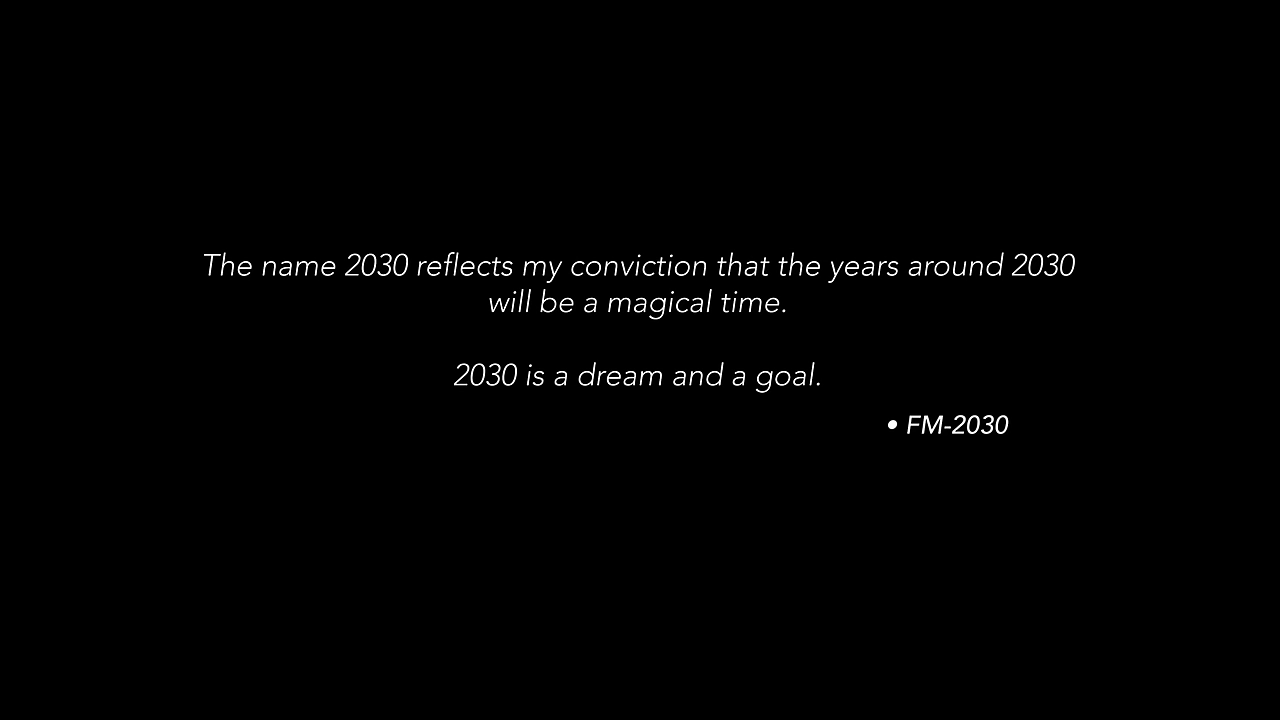 The name 2030 reflects my conviction that the years around 2030
will be a magical time.
2030 is a dream and a goal.
• FM-2030